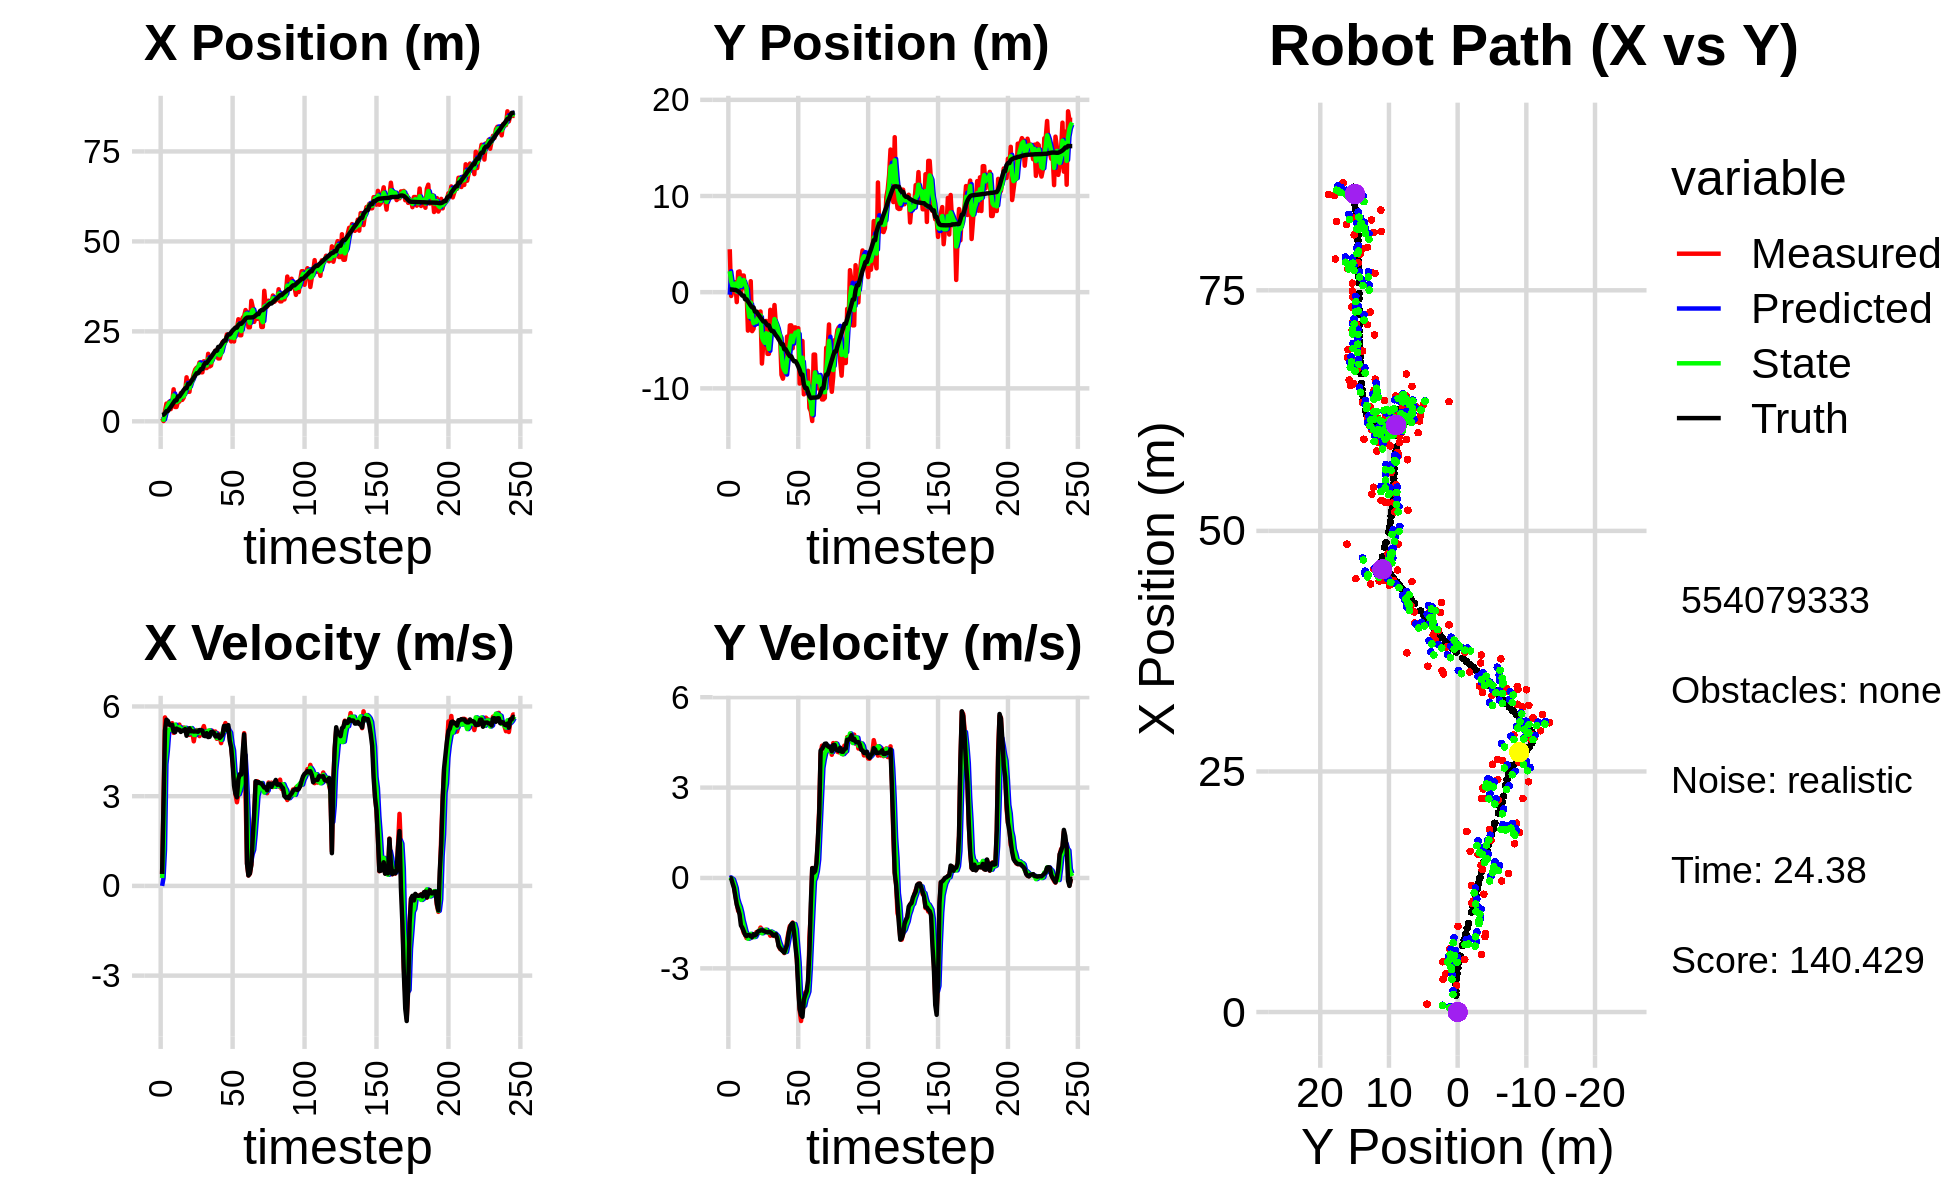 X Position (m)
75
50
25
0
0
50
100
150
200
250
timestep
Y Position (m)
20
10
0
-10
0
50
100
150
200
250
timestep
X Velocity (m/s)
6
3
0
-3
0
50
100
150
200
250
timestep
Y Velocity (m/s)
6
3
0
-3
0
50
100
150
200
250
timestep
Robot Path (X vs Y)
X Position (m)
75
50
25
0
20
10
0
-10
-20
Y Position (m)
variable
Measured
Predicted
State
Truth
554079333
Obstacles: none
Noise: realistic
Time: 24.38
Score: 140.429